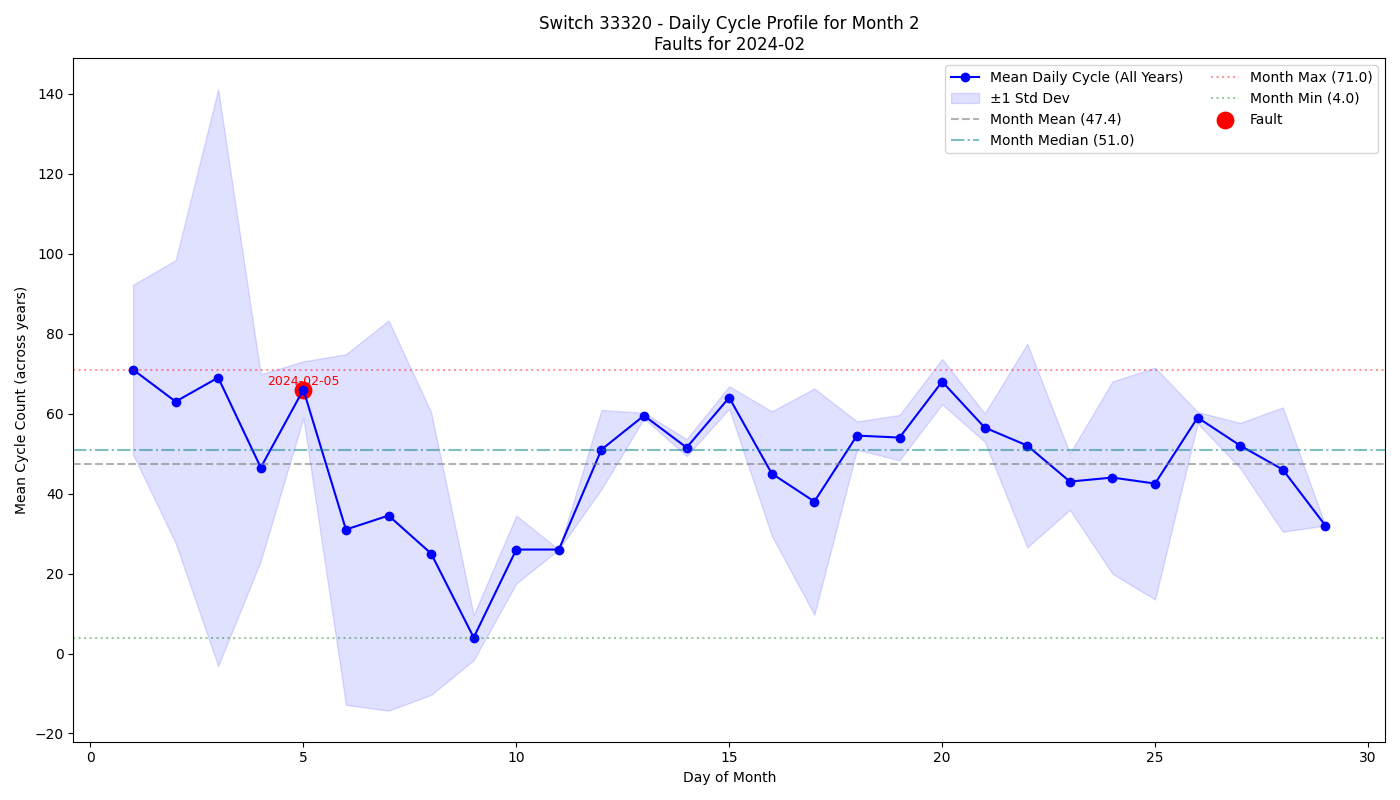 Switch 33320 - Daily Cycle Profile for Month 2
Faults for 2024-02
Mean Daily Cycle (All Years)
±1 Std Dev
Month Mean (47.4)
Month Median (51.0)
Month Max (71.0)
Month Min (4.0)
Fault
Mean Cycle Count (across years)
140
120
100
80
60
40
20
0
−20
2024-02-05
0
5
10
15
20
25
30
Day of Month